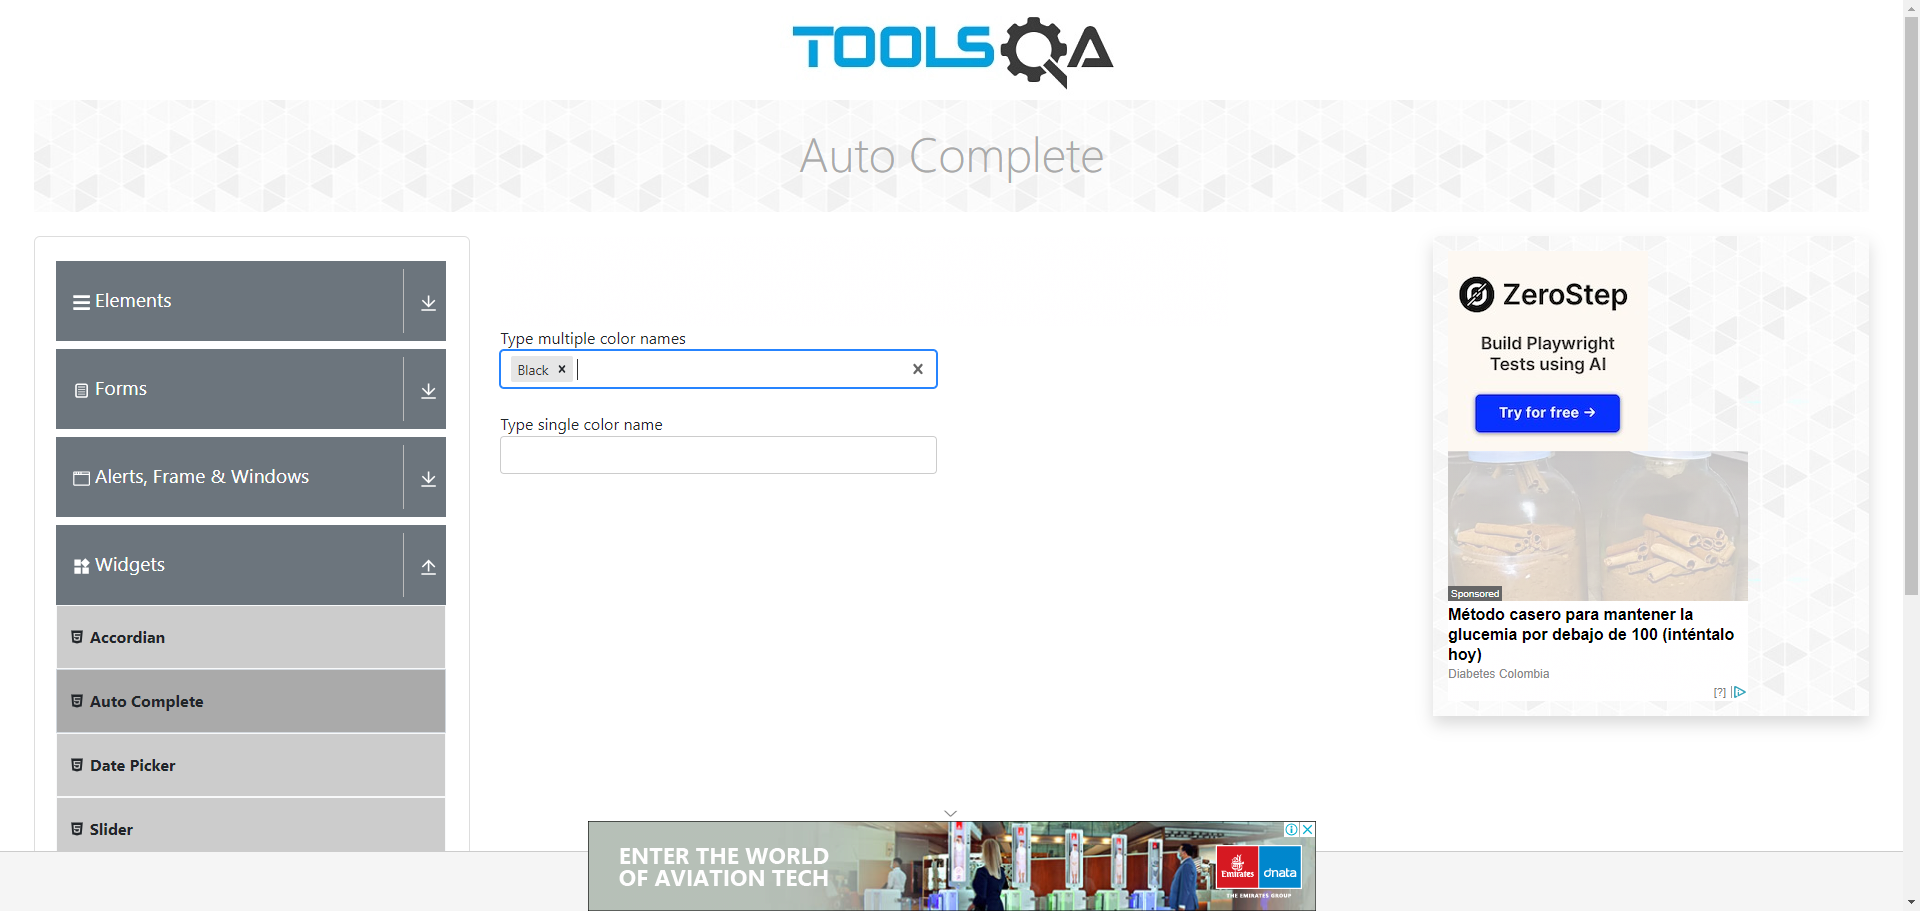 TOOLSQA
Auto Complete
Elements
Forms
Alerts, Frame & Windows
Widgets
Accordian
Auto Complete
Date Picker
Slider
Type multiple color names
Black
Type single color name
ZeroStep
Build Playwright
Tests using AI
Try for free →
Sponsored
Método casero para mantener la
glucemia por debajo de 100 (inténtalo
hoy)
Diabetes Colombia
[?]
ENTER THE WORLD
OF AVIATION TECH
Emirates
dnata
THE EMIRATES GROUP